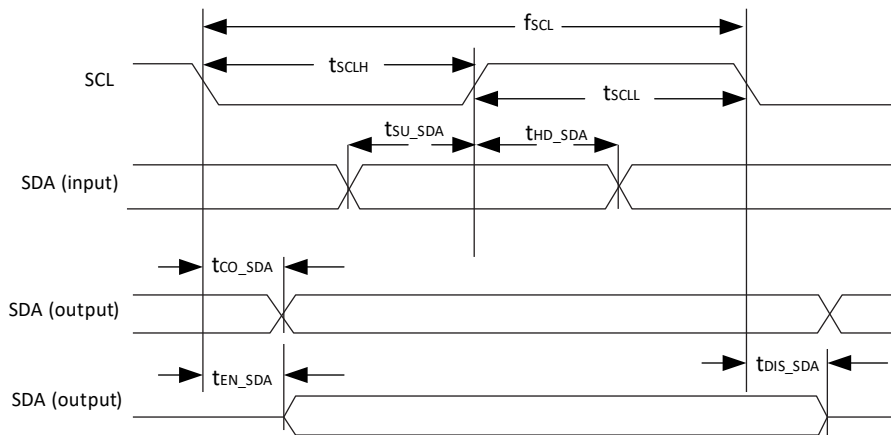 fSCL
SCL
tSCLH
tSCLL
tSU_SDA
tHD_SDA
SDA (input)
tCO_SDA
SDA (output)
tEN_SDA
tDIS_SDA
SDA (output)